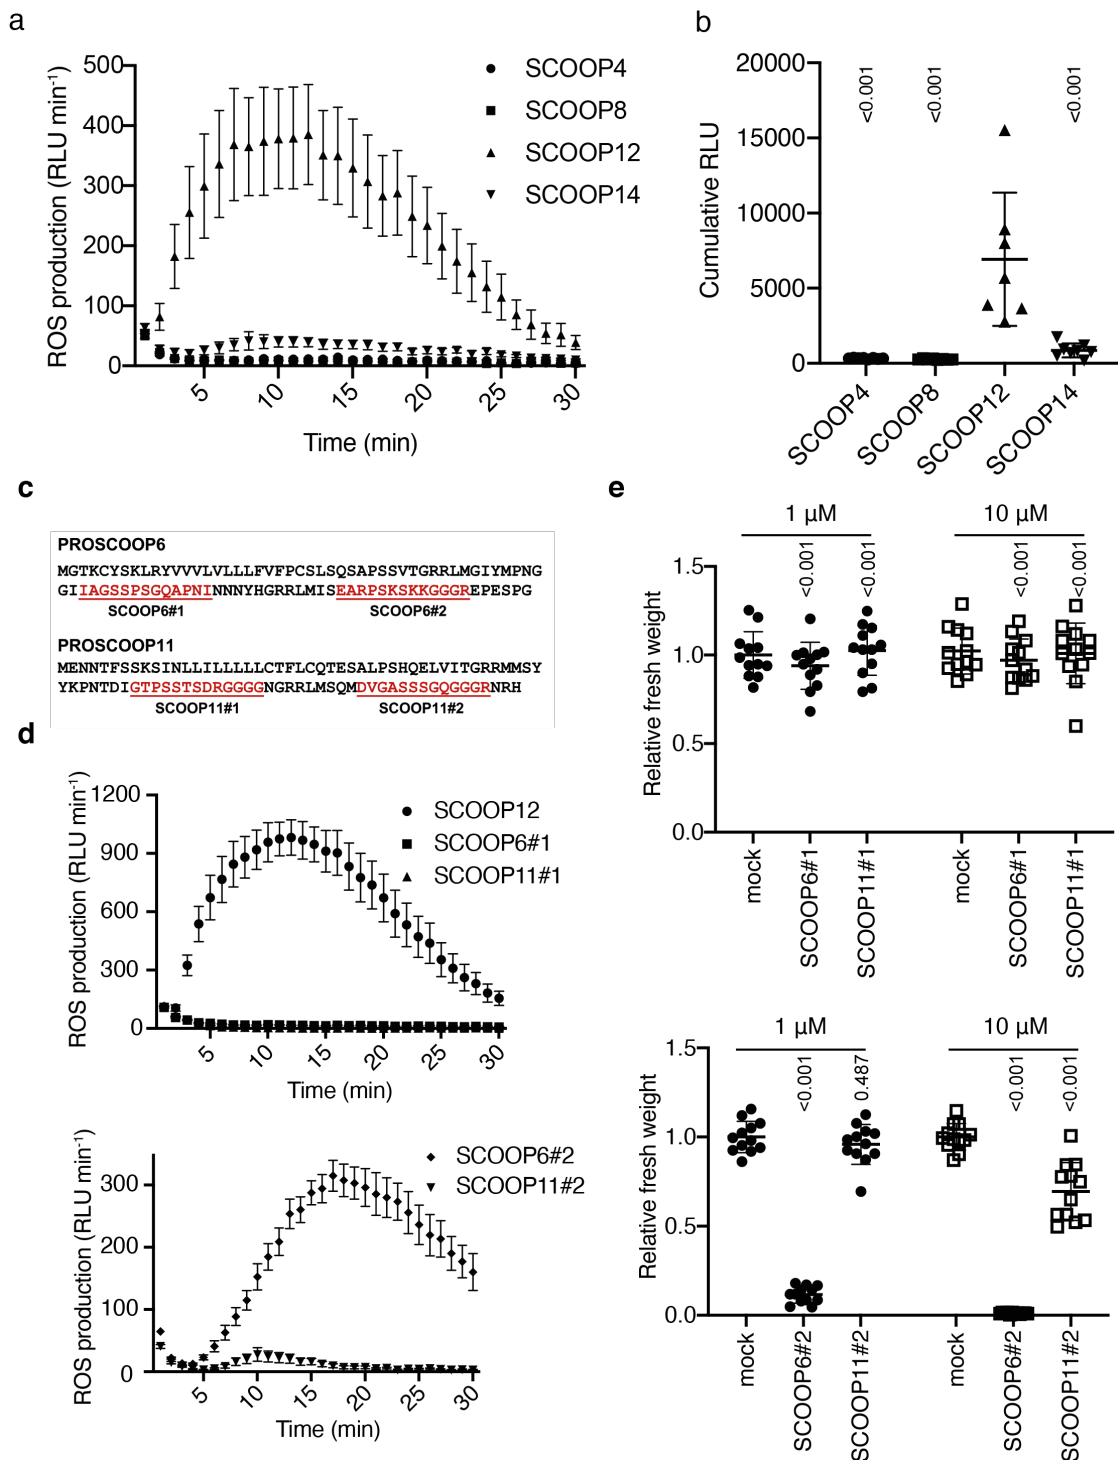 a
500
400
300
200
100
0
ROS production (RLU min-1)
5
10
15
20
25
30
Time (min)
SCOOP4
SCOOP8
SCOOP12
SCOOP14
b
20000
15000
10000
5000
0
Cumulative RLU
<0.001
<0.001
<0.001
SCOOP4
SCOOP8
SCOOP12
SCOOP14
c
PROSCOOP6
MGTKCYSKLRYVVVLVLLLFVFPCSLSQSAPSSVTGRRLMGIYMPNG
GIIAGSSPSGQAPNINNNYHGRRLMISEARPSKSKKGGGREPESPG
SCOOP6#1
SCOOP6#2
PROSCOOP11
MENNTFSSKSINLLILLLLLLCTFLCQTESALPSHQELVITGRRMMSY
YKPNTDIGTPSSTSDRGGGGNGRRLMSQMDVGASSSGQGGGRNRH
SCOOP11#1
SCOOP11#2
d
1200
900
600
300
0
ROS production (RLU min-1)
5
10
15
20
25
30
Time (min)
SCOOP12
SCOOP6#1
SCOOP11#1
300
200
100
0
ROS production (RLU min-1)
5
10
15
20
25
30
Time (min)
SCOOP6#2
SCOOP11#2
e
1 µM
10 µM
<0.001
<0.001
<0.001
<0.001
1.5
1.0
0.5
0.0
Relative fresh weight
mock
SCOOP6#1
SCOOP11#1
mock
SCOOP6#1
SCOOP11#1
1 µM
10 µM
<0.001
0.487
<0.001
<0.001
1.5
1.0
0.5
0.0
Relative fresh weight
mock
SCOOP6#2
SCOOP11#2
mock
SCOOP6#2
SCOOP11#2